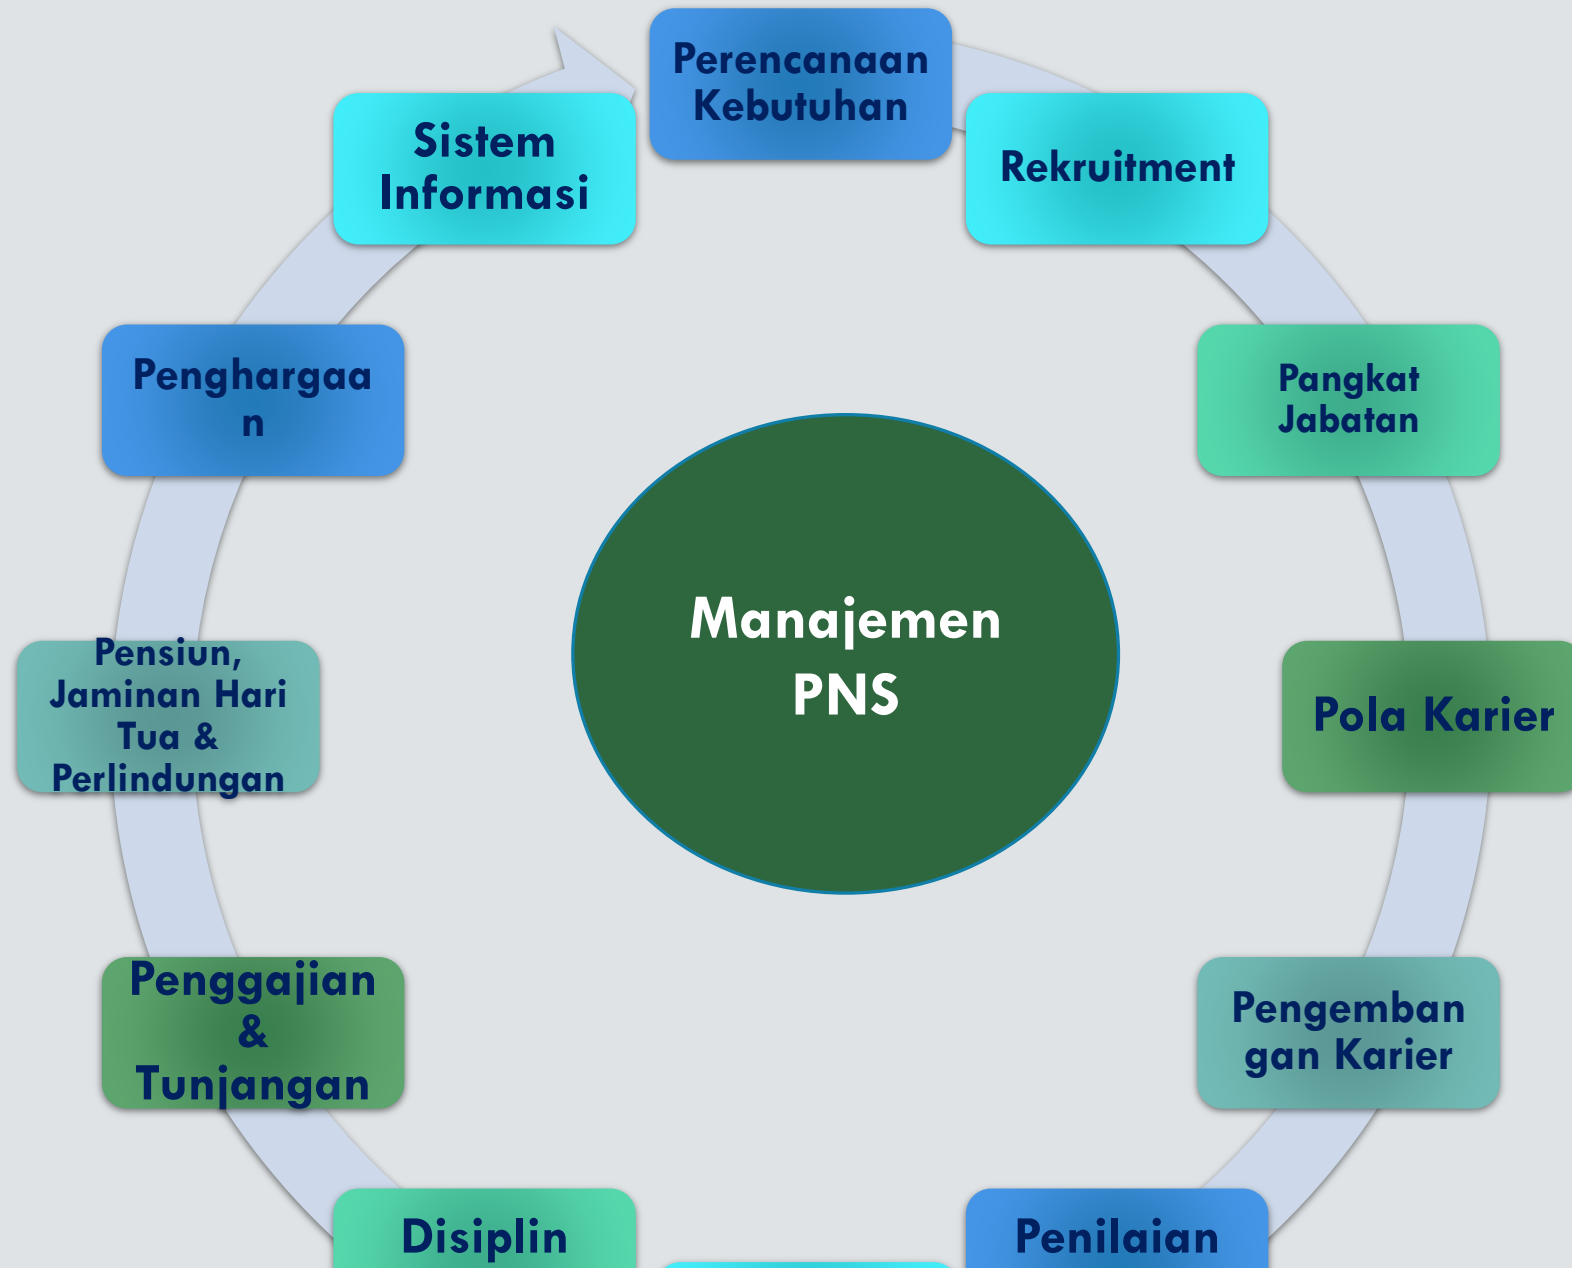 Perencanaan
Kebutuhan
Rekruitment
Pangkat
Jabatan
Pola Karier
Pengemban
gan Karier
Penilaian
Disiplin
Penggajian
&
Tunjangan
Pensiun,
Jaminan Hari
Tua &
Perlindungan
Penghargaa
n
Sistem
Informasi
Manajemen
PNS